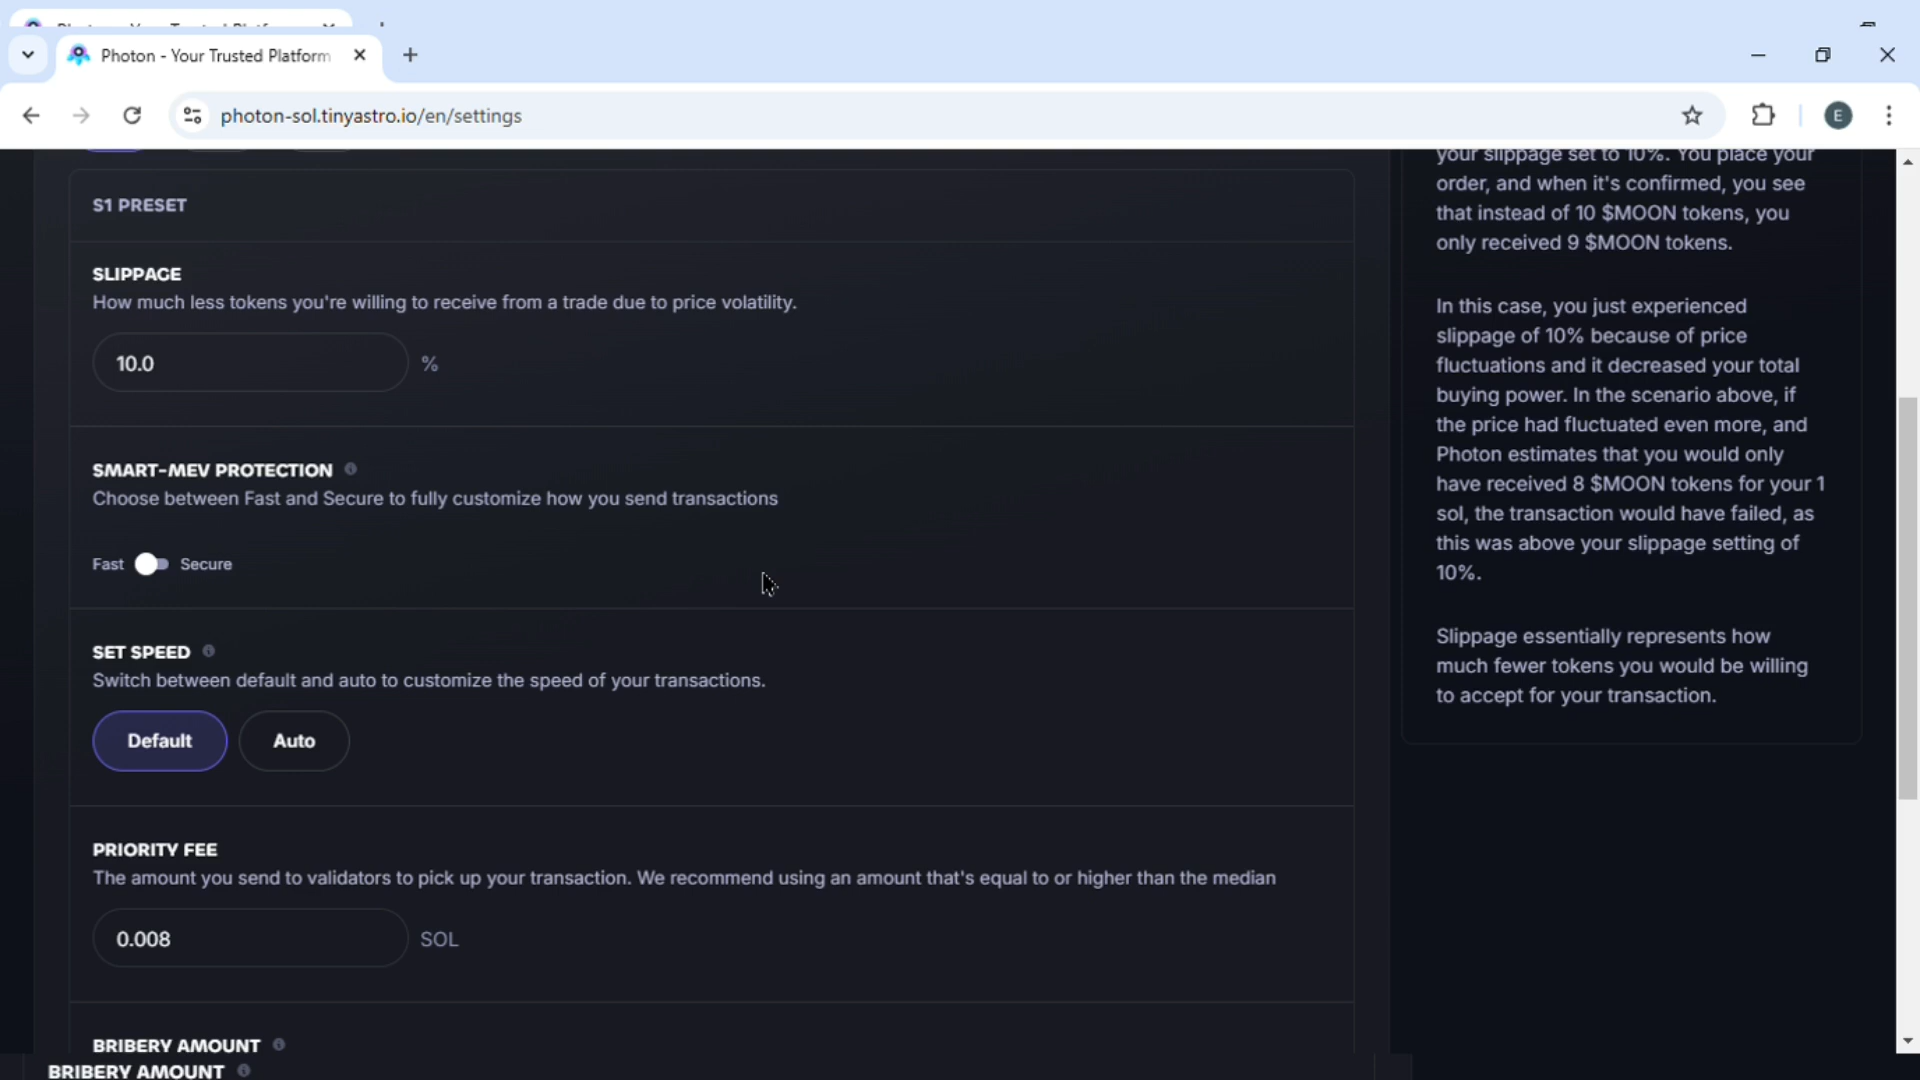 Photon - Your Trusted Platform
photon-sol.tinyastro.io/en/settings
E
S1 PRESET
SLIPPAGE
How much less tokens you're willing to receive from a trade due to price volatility.
10.0 %
SMART-MEV PROTECTION
Choose between Fast and Secure to fully customize how you send transactions
Fast Secure
SET SPEED
Switch between default and auto to customize the speed of your transactions.
Default Auto
PRIORITY FEE
The amount you send to validators to pick up your transaction. We recommend using an amount that's equal to or higher than the median
0.008 SOL
BRIBERY AMOUNT
BRIBERY AMOUNT
your slippage set to 10%. You place your
order, and when it's confirmed, you see
that instead of 10 $MOON tokens, you
only received 9 $MOON tokens.
In this case, you just experienced
slippage of 10% because of price
fluctuations and it decreased your total
buying power. In the scenario above, if
the price had fluctuated even more, and
Photon estimates that you would only
have received 8 $MOON tokens for your 1
sol, the transaction would have failed, as
this was above your slippage setting of
10%.
Slippage essentially represents how
much fewer tokens you would be willing
to accept for your transaction.